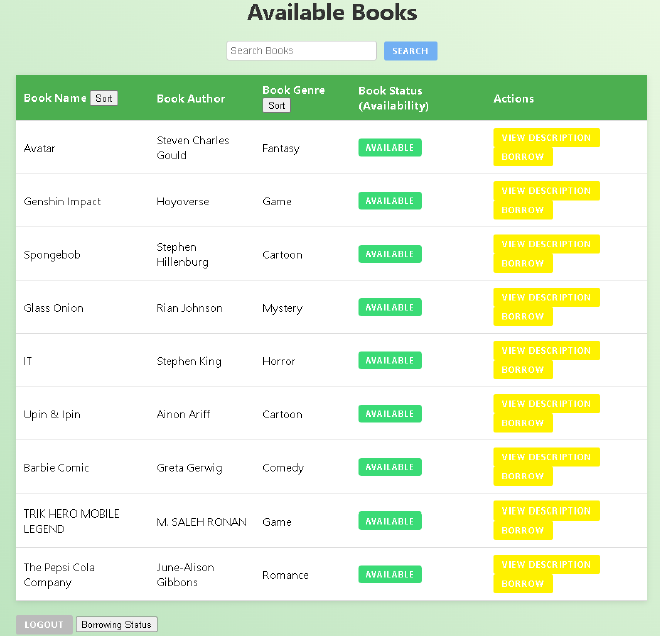 Available Books
Search Books SEARCH
Book Name Sort Book Author Book Genre Sort Book Status (Availability) Actions
Avatar Steven Charles Gould Fantasy AVAILABLE VIEW DESCRIPTION BORROW
Genshin Impact Hoyoverse Game AVAILABLE VIEW DESCRIPTION BORROW
Spongebob Stephen Hillenburg Cartoon AVAILABLE VIEW DESCRIPTION BORROW
Glass Onion Rian Johnson Mystery AVAILABLE VIEW DESCRIPTION BORROW
IT Stephen King Horror AVAILABLE VIEW DESCRIPTION BORROW
Upin & Ipin Ainon Ariff Cartoon AVAILABLE VIEW DESCRIPTION BORROW
Barbie Comic Greta Gerwig Comedy AVAILABLE VIEW DESCRIPTION BORROW
TRIK HERO MOBILE LEGEND M. SALEH RONAN Game AVAILABLE VIEW DESCRIPTION BORROW
The Pepsi Cola Company June-Alison Gibbons Romance AVAILABLE VIEW DESCRIPTION BORROW
LOGOUT Borrowing Status